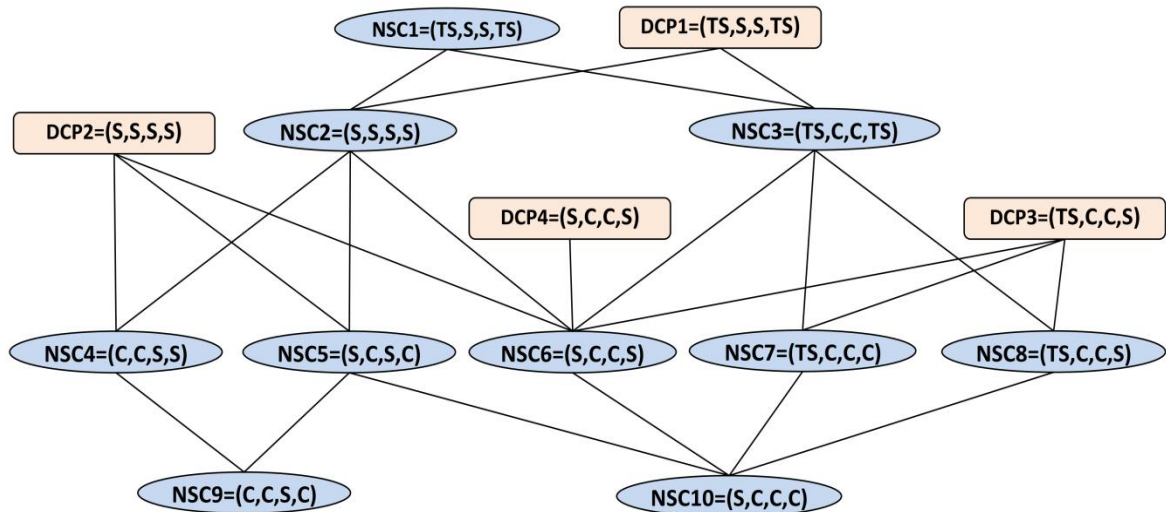 NSC1=(TS,S,S,TS)
DCP1=(TS,S,S,TS)
DCP2=(S,S,S,S)
NSC2=(S,S,S,S)
NSC3=(TS,C,C,TS)
DCP4=(S,C,C,S)
DCP3=(TS,C,C,S)
NSC4=(C,C,S,S)
NSC5=(S,C,S,C)
NSC6=(S,C,C,S)
NSC7=(TS,C,C,C)
NSC8=(TS,C,C,S)
NSC9=(C,C,S,C)
NSC10=(S,C,C,C)